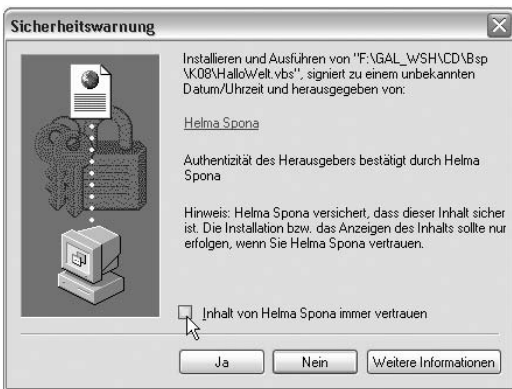 Sicherheitswarnung
Installieren und Ausführen von "F:\GAL_WSH\CD\Bsp
\K08\HalloWelt.vbs", signiert zu einem unbekannten
Datum/Uhrzeit und herausgegeben von:
Helma Spona
Authentizität des Herausgebers bestätigt durch Helma
Spona
Hinweis: Helma Spona versichert, dass dieser Inhalt sicher
ist. Die Installation bzw. das Anzeigen des Inhalts sollte nur
erfolgen, wenn Sie Helma Spona vertrauen.
Inhalt von Helma Spona immer vertrauen
Ja Nein Weitere Informationen